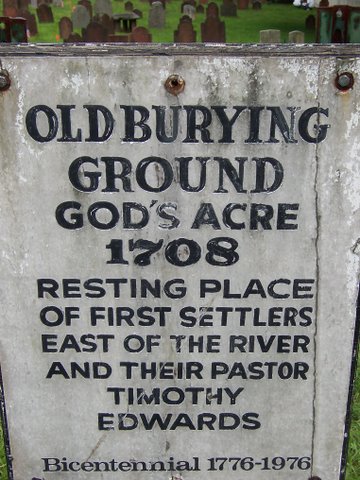 OLD BURYING
GROUND
GOD'S ACRE
1708
RESTING PLACE
OF FIRST SETTLERS
EAST OF THE RIVER
AND THEIR PASTOR
TIMOTHY
EDWARDS
Bicentennial 1776-1976